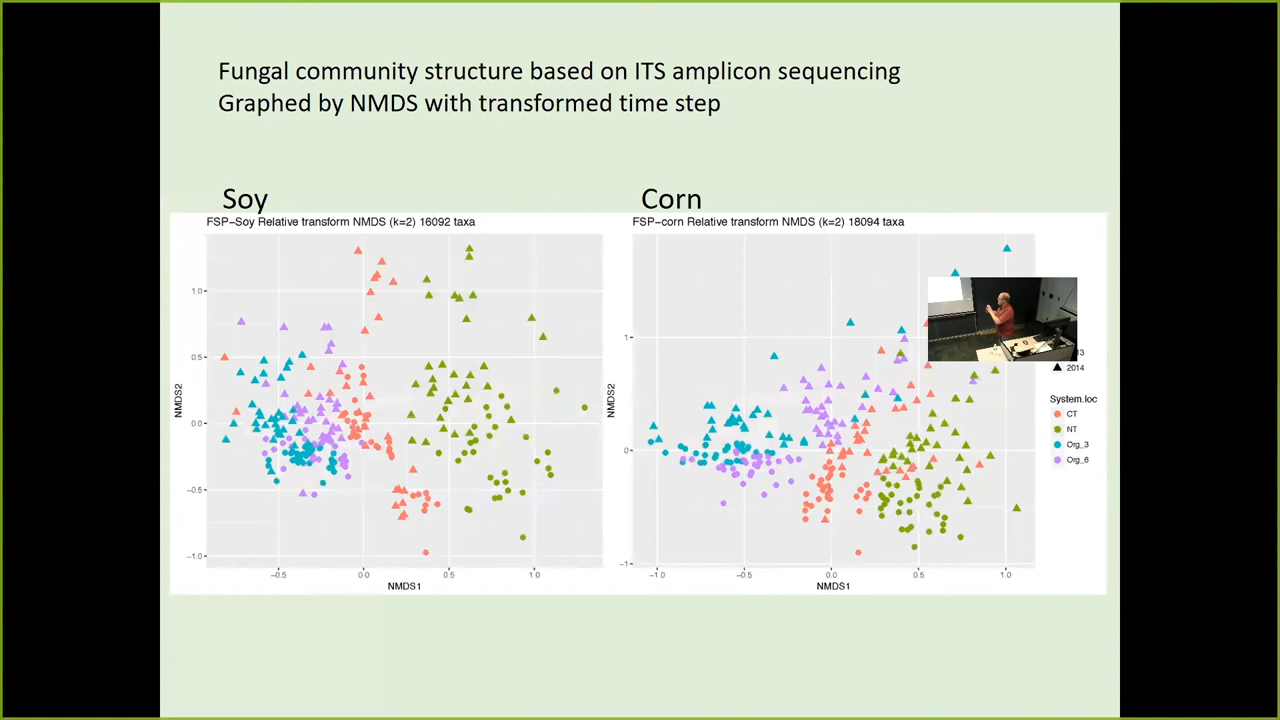 Fungal community structure based on ITS amplicon sequencing
Graphed by NMDS with transformed time step
Soy
Corn
FSP-Soy Relative transform NMDS (k=2) 16092 taxa
1.0
0.5
0.0
-0.5
-1.0
NMDS2
-0.5
0.0
0.5
1.0
NMDS1
FSP-corn Relative transform NMDS (k=2) 18094 taxa
1
0
-1
NMDS2
-1.0
-0.5
0.0
0.5
1.0
NMDS1
2014
System.loc
CT
NT
Org_3
Org_6